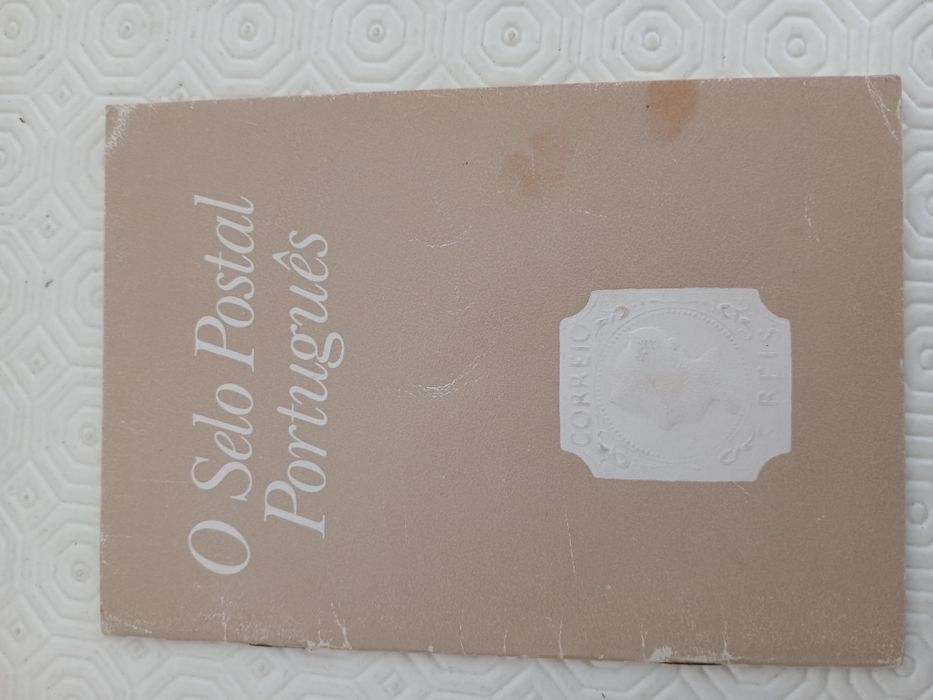 O Selo Postal
Português
CORREIO
5 REIS